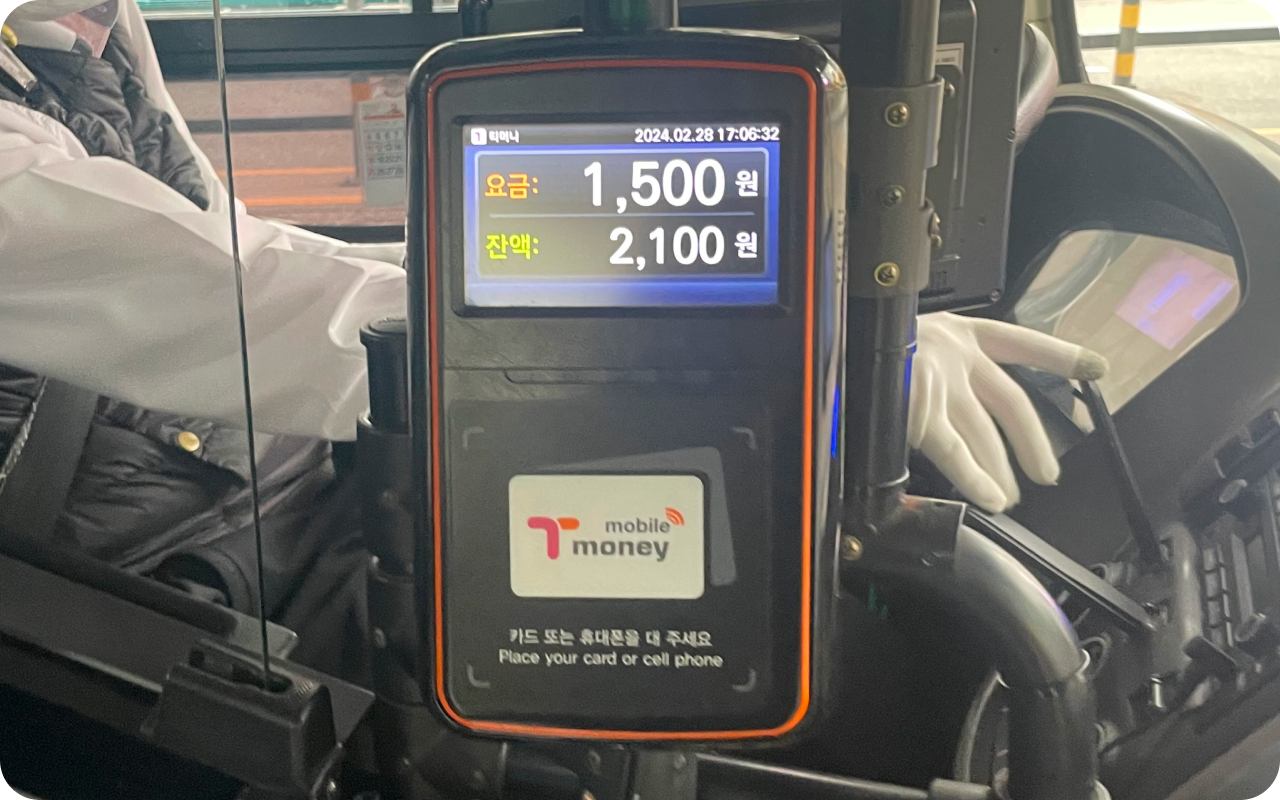 1 티머니 2024.02.28 17:06:32
요금: 1,500 원
잔액: 2,100 원
mobile
T money
카드 또는 휴대폰을 대 주세요
Place your card or cell phone